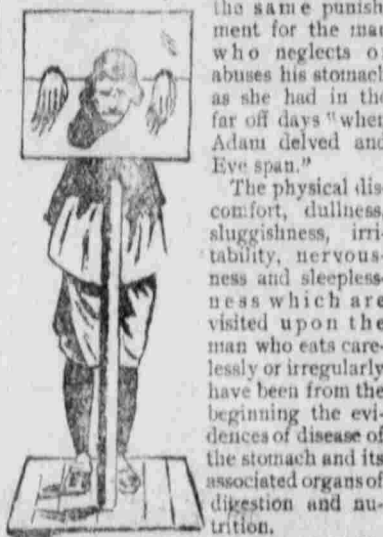 the same punish
ment for the man
who neglects or
abuses his stomach
as she had in the
far off days "when
Adam delved and
Eve span."
The physical dis-
comfort, dullness,
sluggishness, irri-
tability, nervous-
ness and sleepless-
ness which are
visited upon the
man who eats care-
lessly or irregularly
have been from the
beginning the evi-
dences of disease of
the stomach and its
associated organs of
digestion and nu-
trition.